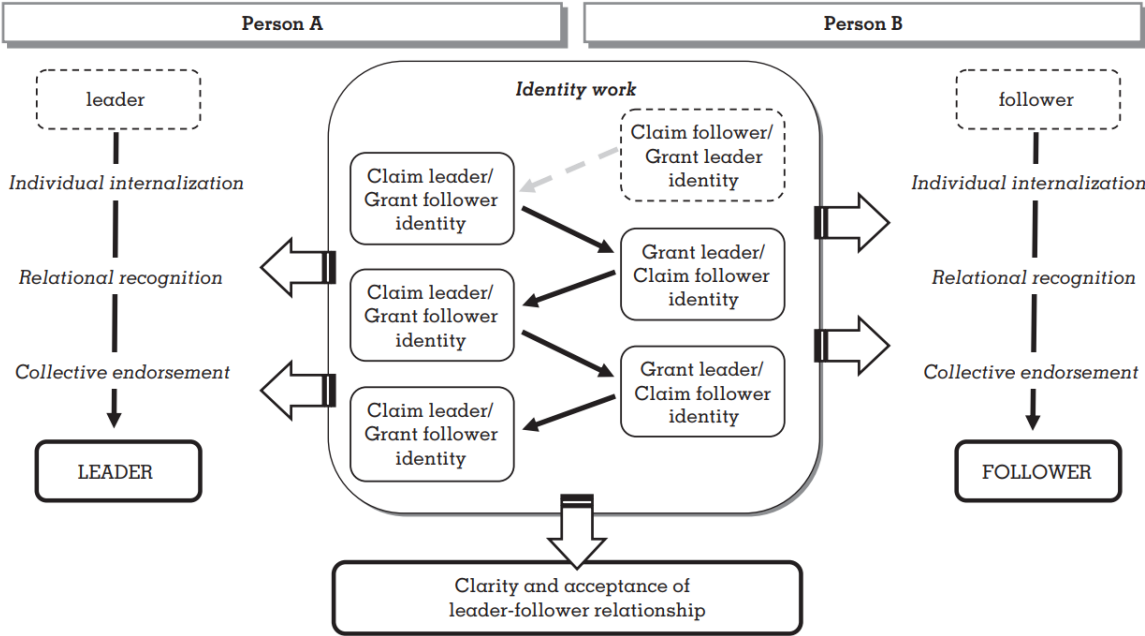 Person A
Person B
leader
Individual internalization
Relational recognition
Collective endorsement
LEADER
Identity work
Claim follower/
Grant leader
identity
Claim leader/
Grant follower
identity
Grant leader/
Claim follower
identity
Claim leader/
Grant follower
identity
Grant leader/
Claim follower
identity
Claim leader/
Grant follower
identity
follower
Individual internalization
Relational recognition
Collective endorsement
FOLLOWER
Clarity and acceptance of
leader-follower relationship